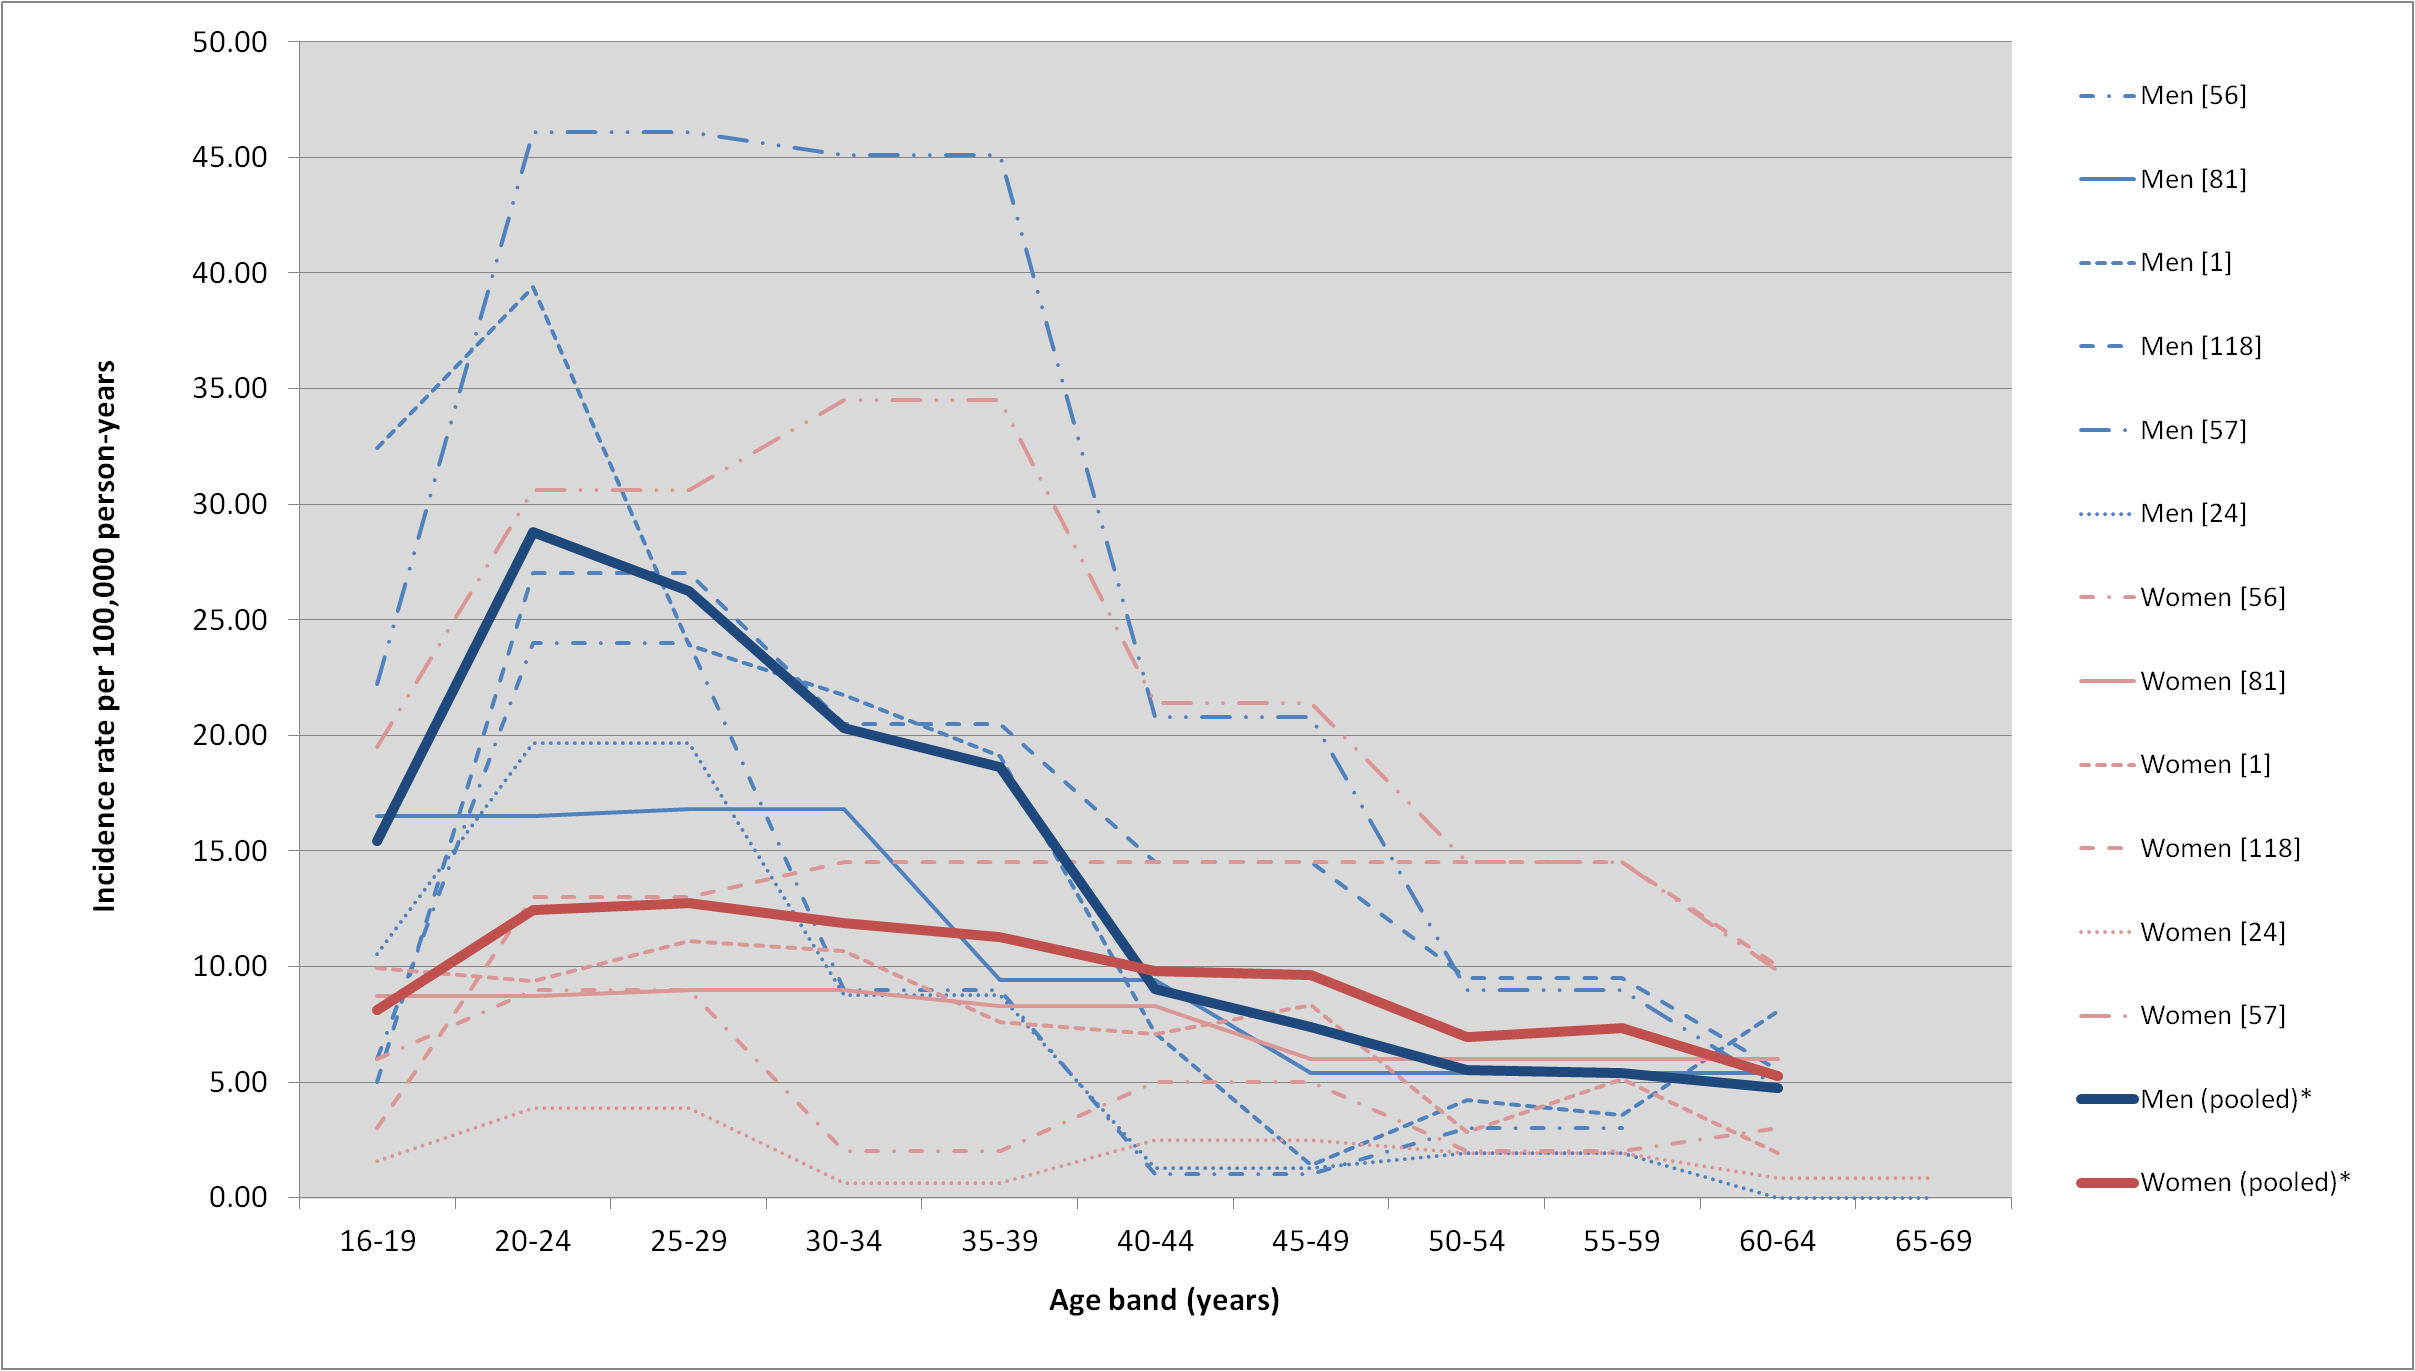 50.00
45.00
40.00
35.00
30.00
25.00
20.00
15.00
10.00
5.00
0.00
Incidence rate per 100,000 person-years
16-19 20-24 25-29 30-34 35-39 40-44 45-49 50-54 55-59 60-64 65-69
Age band (years)
Men [56]
Men [81]
Men [1]
Men [118]
Men [57]
Men [24]
Women [56]
Women [81]
Women [1]
Women [118]
Women [24]
Women [57]
Men (pooled)*
Women (pooled)*